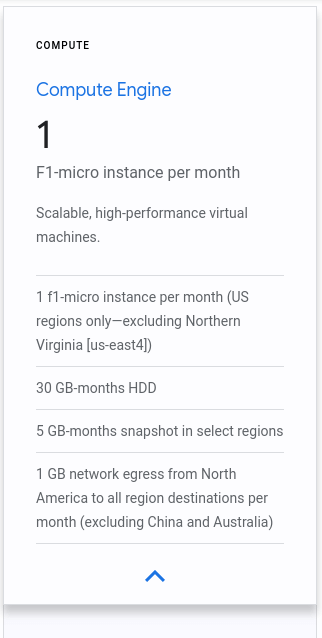 COMPUTE
Compute Engine
1
F1-micro instance per month
Scalable, high-performance virtual
machines.
1 f1-micro instance per month (US
regions only—excluding Northern
Virginia [us-east4])
30 GB-months HDD
5 GB-months snapshot in select regions
1 GB network egress from North
America to all region destinations per
month (excluding China and Australia)